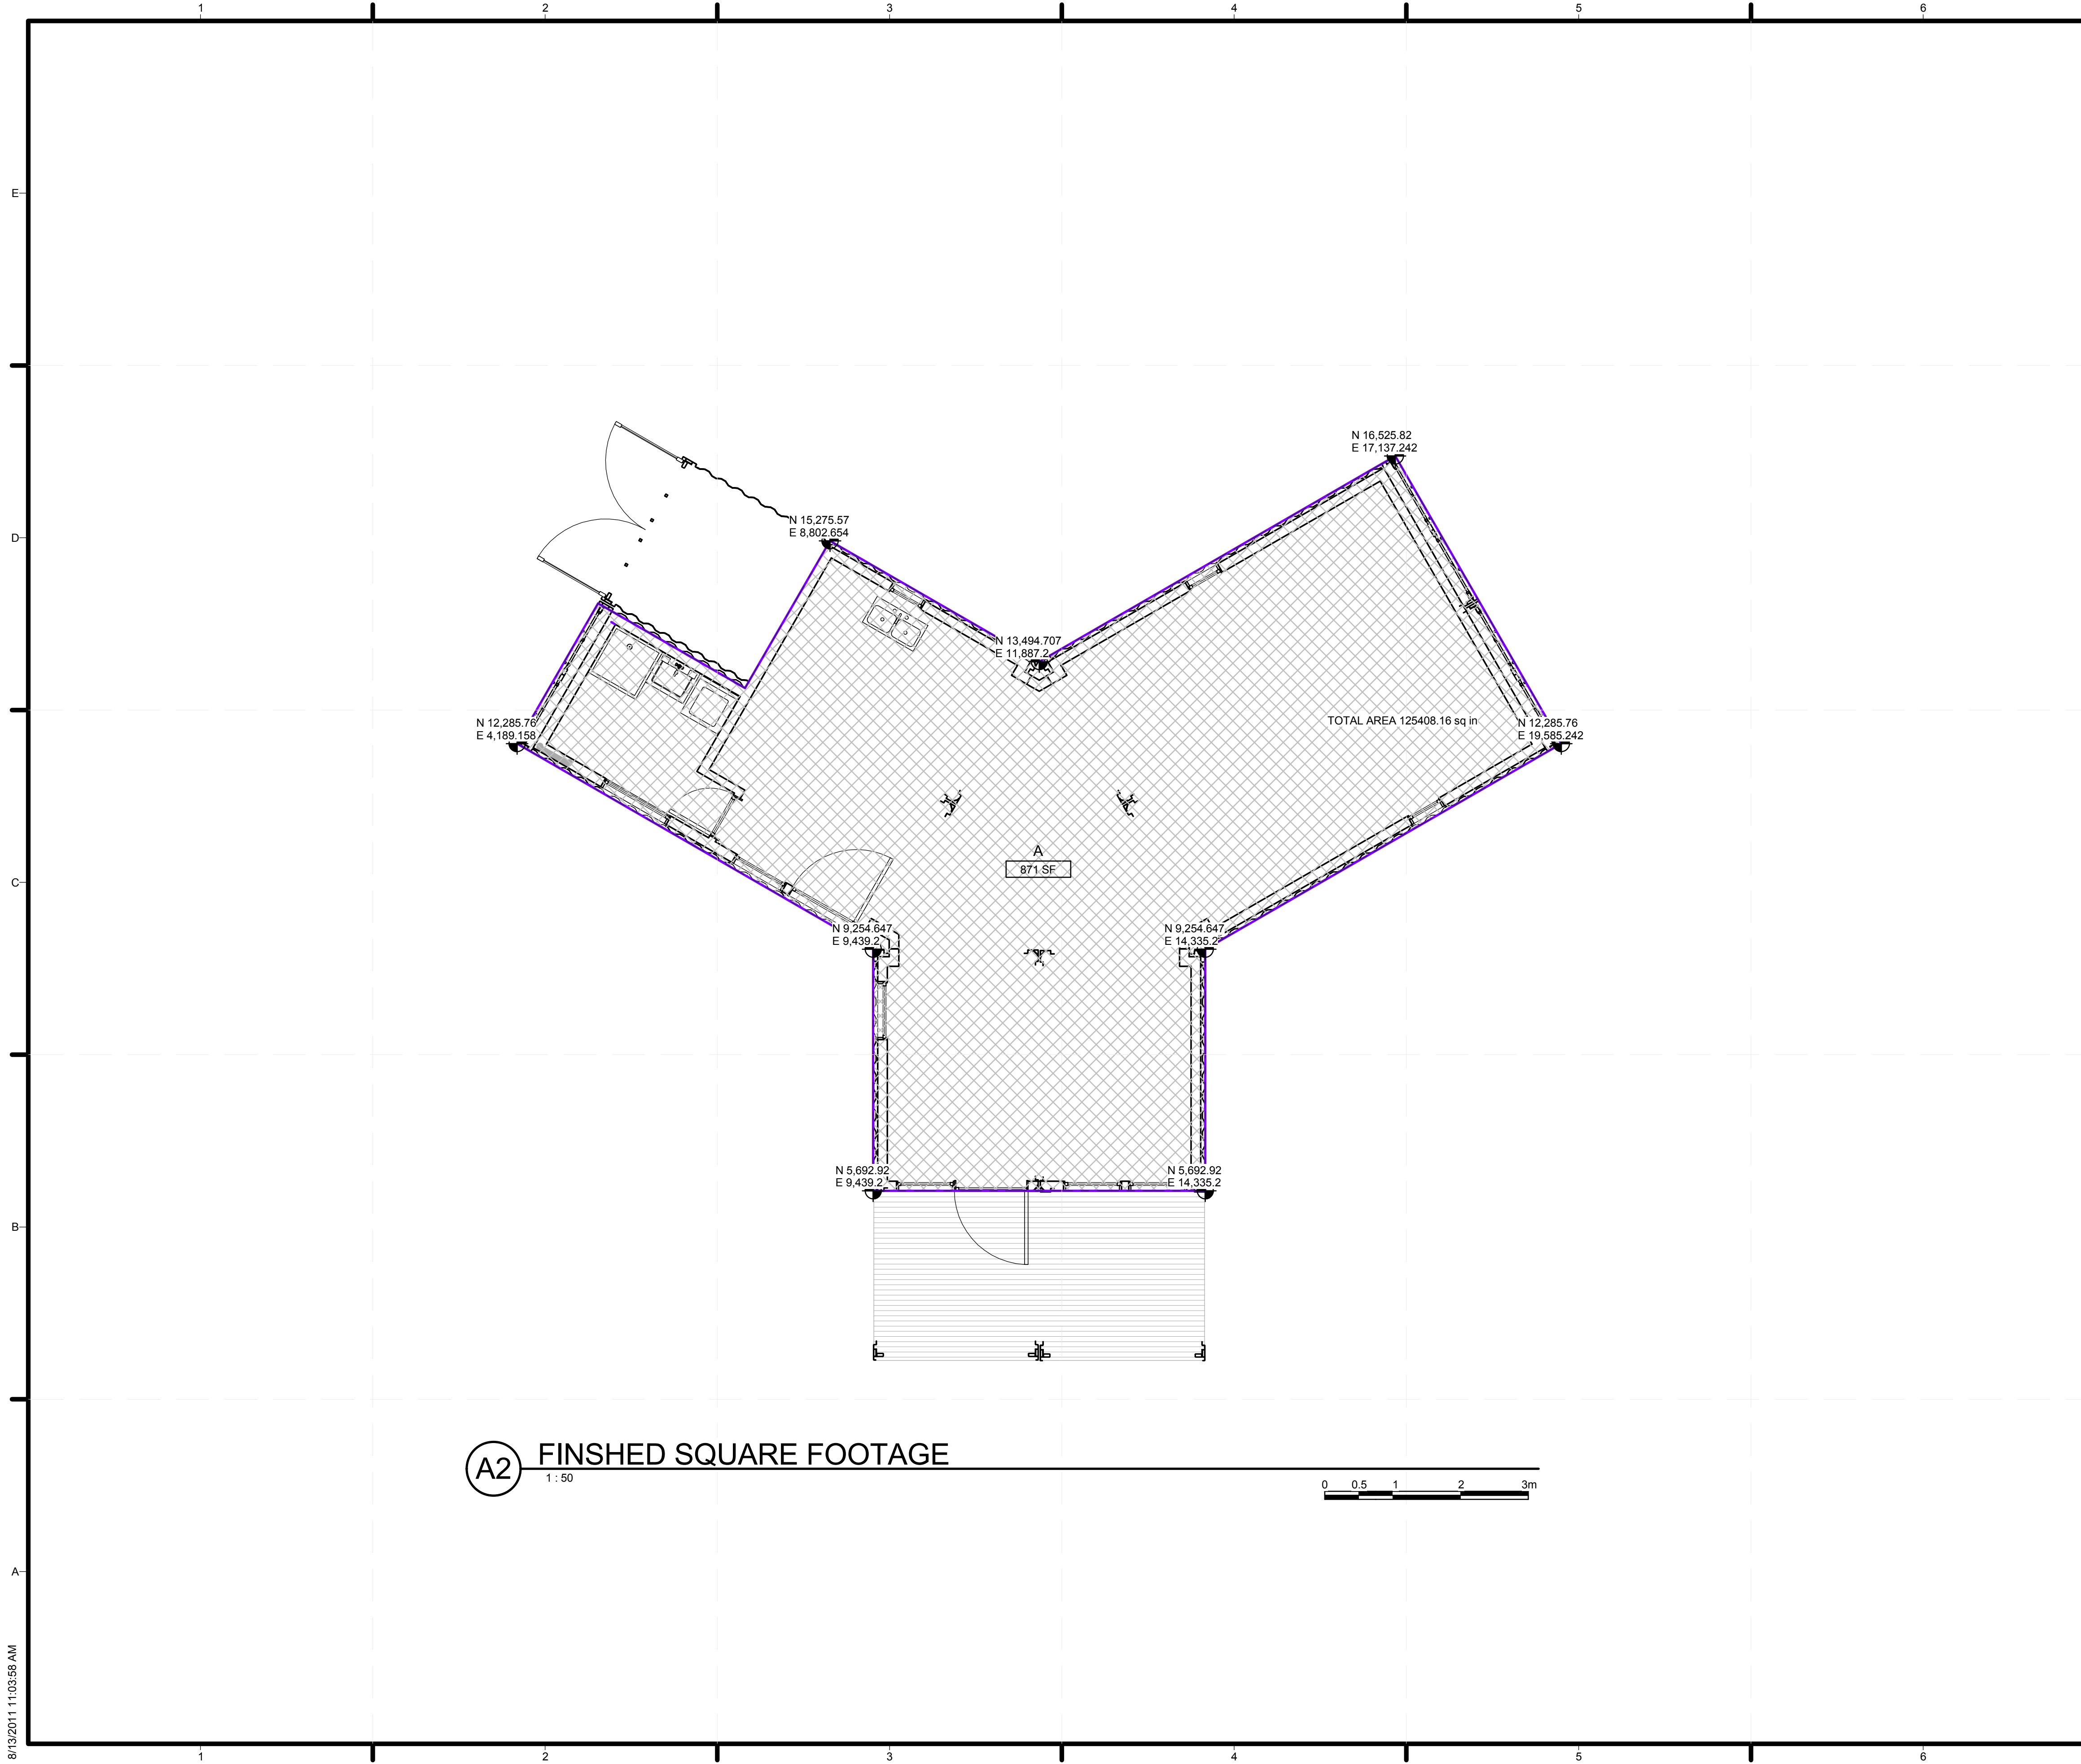 1 2 3 4 5 6
E
N 16,525.82
E 17,137.242
N 15,275.57
E 8,802.654
D
N 13,494.707
E 11,887.2
N 12,285.76
E 4,189.158
TOTAL AREA 125408.16 sq in
N 12,285.76
E 19,585.242
A
871 SF
C
N 9,254.647
E 9,439.2
N 9,254.647
E 14,335.2
N 5,692.92
E 9,439.2
N 5,692.92
E 14,335.2
B
A2 FINSHED SQUARE FOOTAGE
1 : 50
0 0.5 1 2 3m
A
8/13/2011 11:03:58 AM
1 2 3 4 5 6